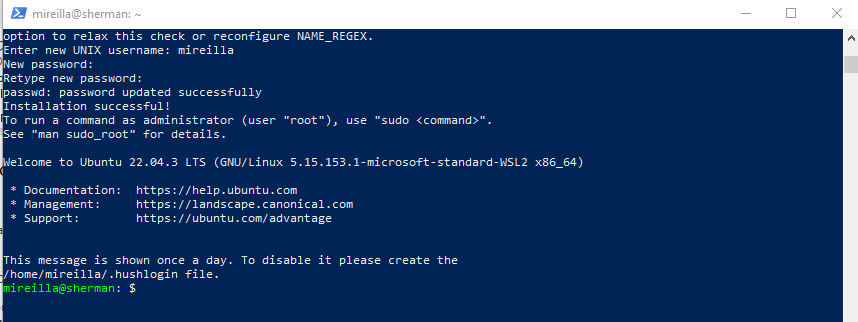 mireilla@sherman: ~
option to relax this check or reconfigure NAME_REGEX.
Enter new UNIX username: mireilla
New password:
Retype new password:
passwd: password updated successfully
Installation successful!
To run a command as administrator (user "root"), use "sudo <command>".
See "man sudo_root" for details.
Welcome to Ubuntu 22.04.3 LTS (GNU/Linux 5.15.153.1-microsoft-standard-WSL2 x86_64)
* Documentation:  https://help.ubuntu.com
* Management:     https://landscape.canonical.com
* Support:        https://ubuntu.com/advantage
This message is shown once a day. To disable it please create the
/home/mireilla/.hushlogin file.
mireilla@sherman: $